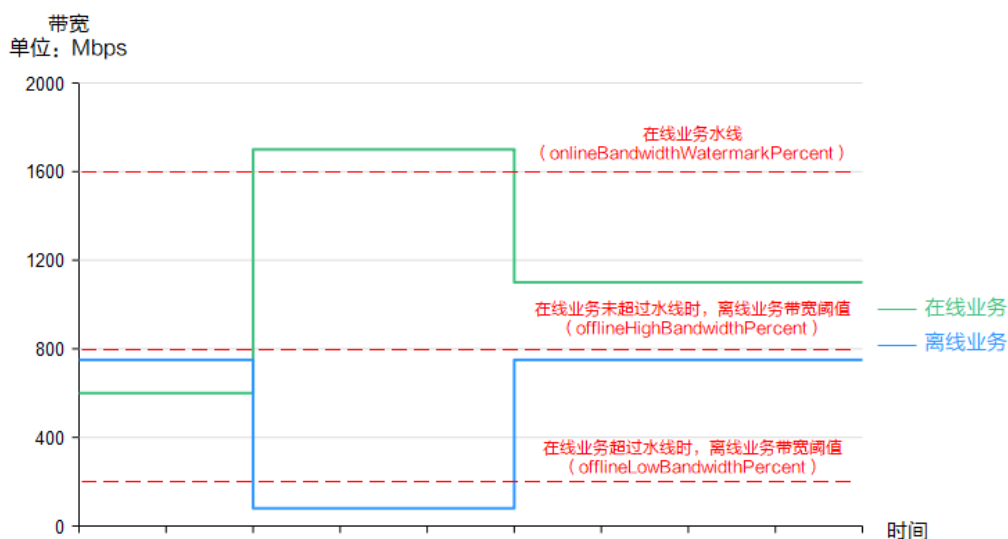 带宽
单位：Mbps
2000
在线业务水线
（onlineBandwidthWatermarkPercent）
1600
1200
在线业务未超过水线时，离线业务带宽阈值
（offlineHighBandwidthPercent）
在线业务
离线业务
800
400
在线业务超过水线时，离线业务带宽阈值
（offlineLowBandwidthPercent）
0
时间